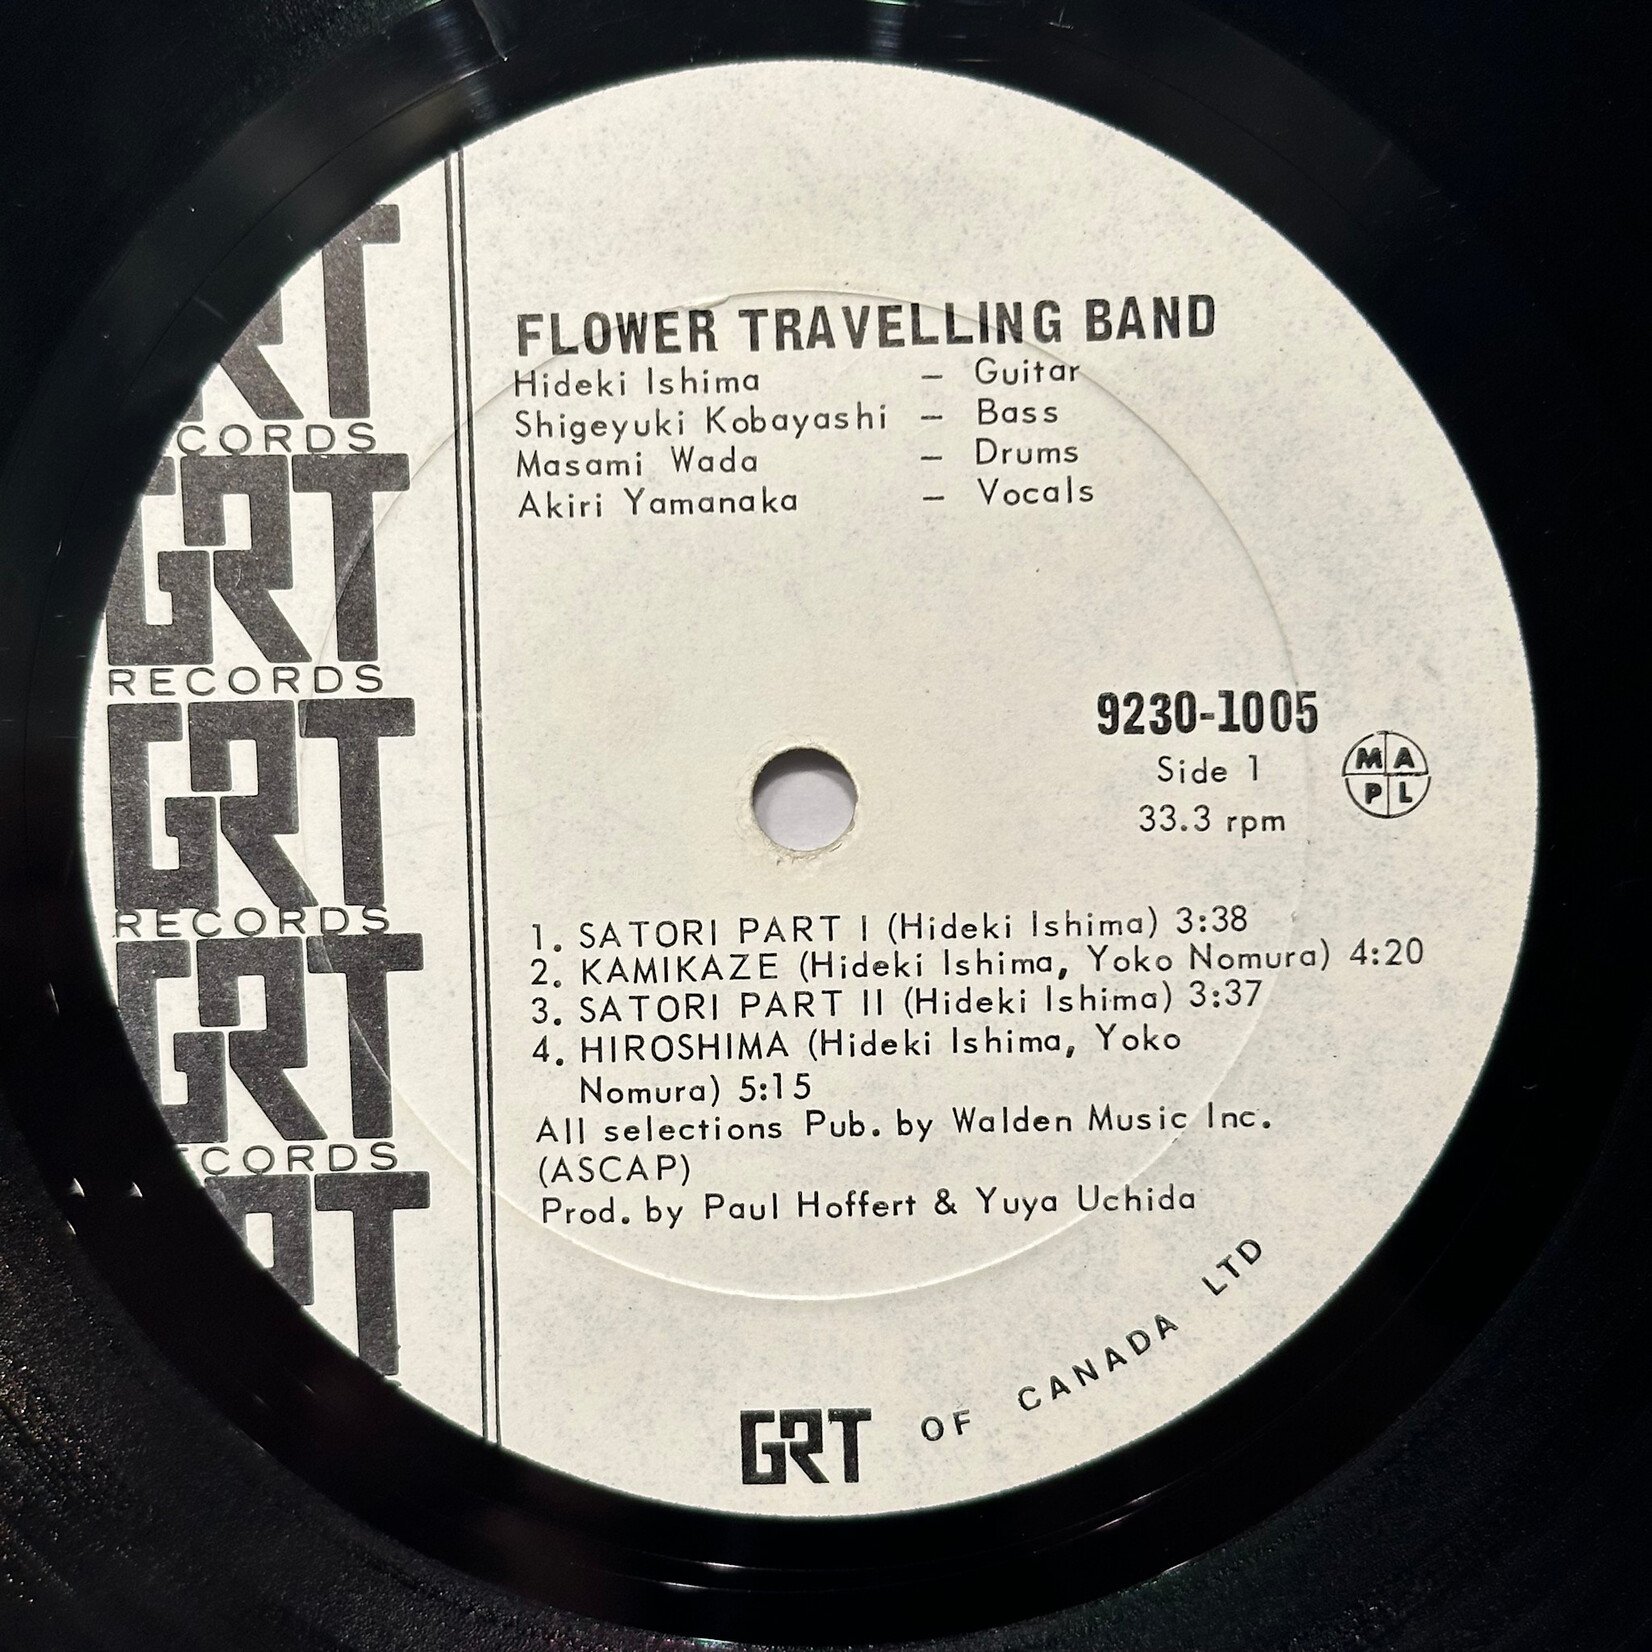 FLOWER TRAVELLING BAND
Hideki Ishima – Guitar
Shigeyuki Kobayashi – Bass
Masami Wada – Drums
Akiri Yamanaka – Vocals
9230-1005
Side 1
33.3 rpm
M A
P L
1. SATORI PART I (Hideki Ishima) 3:38
2. KAMIKAZE (Hideki Ishima, Yoko Nomura) 4:20
3. SATORI PART II (Hideki Ishima) 3:37
4. HIROSHIMA (Hideki Ishima, Yoko
Nomura) 5:15
All selections Pub. by Walden Music Inc.
(ASCAP)
Prod. by Paul Hoffert & Yuya Uchida
GRT OF CANADA LTD
RT
CORDS
GRT
RECORDS
GRT
RECORDS
GRT
CORDS
RT